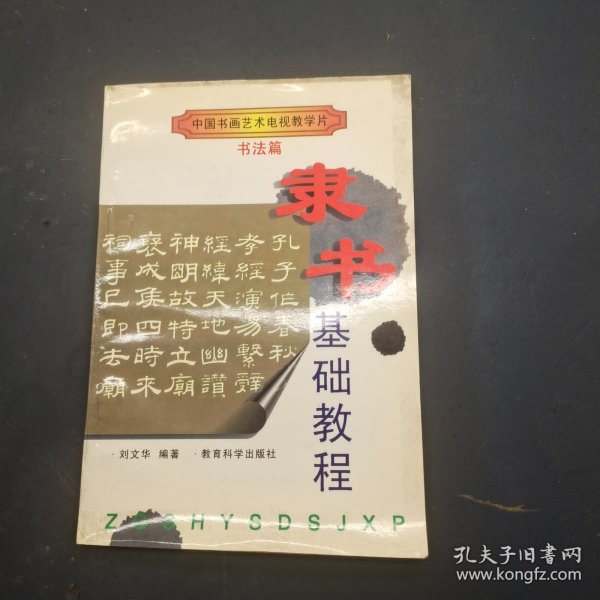 中国书画艺术电视教学片
书法篇
隶书
基础教程
孔子作春秋
孝經演易繫辭
經緯天地幽讃
神明故特立廟
褒成侯四時來
祠事已即去廟
·刘文华 编著 ·教育科学出版社
ZGSHYSDSJXP
孔夫子旧书网
www.kongfz.com